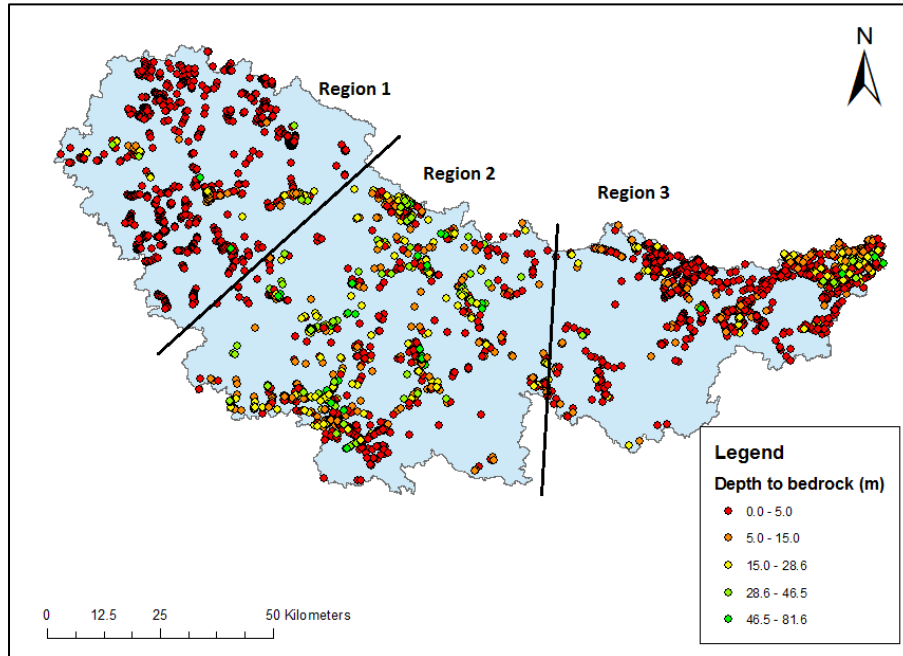 N
Region 1
Region 2
Region 3
Legend
Depth to bedrock (m)
0.0 - 5.0
5.0 - 15.0
15.0 - 28.6
28.6 - 46.5
46.5 - 81.6
0 12.5 25 50 Kilometers